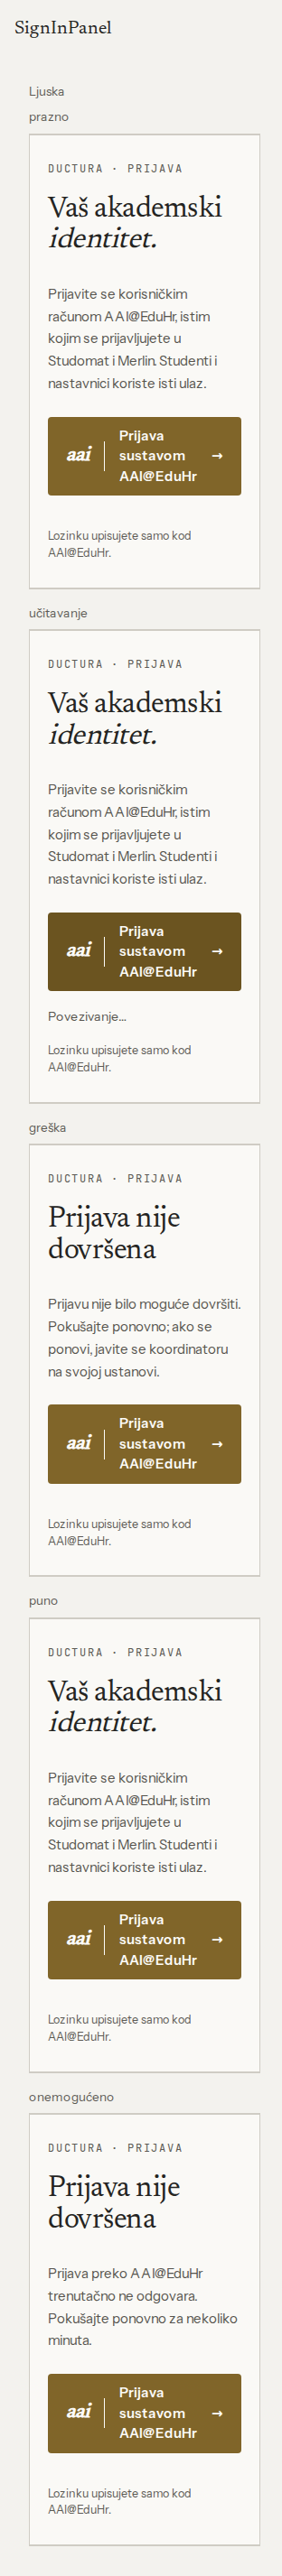 SignInPanel
Ljuska
prazno
DUCTURA · PRIJAVA
Vaš akademski
identitet.
Prijavite se korisničkim
računom AAI@EduHr, istim
kojim se prijavljujete u
Studomat i Merlin. Studenti i
nastavnici koriste isti ulaz.
aai
Prijava
sustavom
AAI@EduHr
→
Lozinku upisujete samo kod
AAI@EduHr.
učitavanje
DUCTURA · PRIJAVA
Vaš akademski
identitet.
Prijavite se korisničkim
računom AAI@EduHr, istim
kojim se prijavljujete u
Studomat i Merlin. Studenti i
nastavnici koriste isti ulaz.
aai
Prijava
sustavom
AAI@EduHr
→
Povezivanje…
Lozinku upisujete samo kod
AAI@EduHr.
greška
DUCTURA · PRIJAVA
Prijava nije
dovršena
Prijavu nije bilo moguće dovršiti.
Pokušajte ponovno; ako se
ponovi, javite se koordinatoru
na svojoj ustanovi.
aai
Prijava
sustavom
AAI@EduHr
→
Lozinku upisujete samo kod
AAI@EduHr.
puno
DUCTURA · PRIJAVA
Vaš akademski
identitet.
Prijavite se korisničkim
računom AAI@EduHr, istim
kojim se prijavljujete u
Studomat i Merlin. Studenti i
nastavnici koriste isti ulaz.
aai
Prijava
sustavom
AAI@EduHr
→
Lozinku upisujete samo kod
AAI@EduHr.
onemogućeno
DUCTURA · PRIJAVA
Prijava nije
dovršena
Prijava preko AAI@EduHr
trenutačno ne odgovara.
Pokušajte ponovno za nekoliko
minuta.
aai
Prijava
sustavom
AAI@EduHr
→
Lozinku upisujete samo kod
AAI@EduHr.